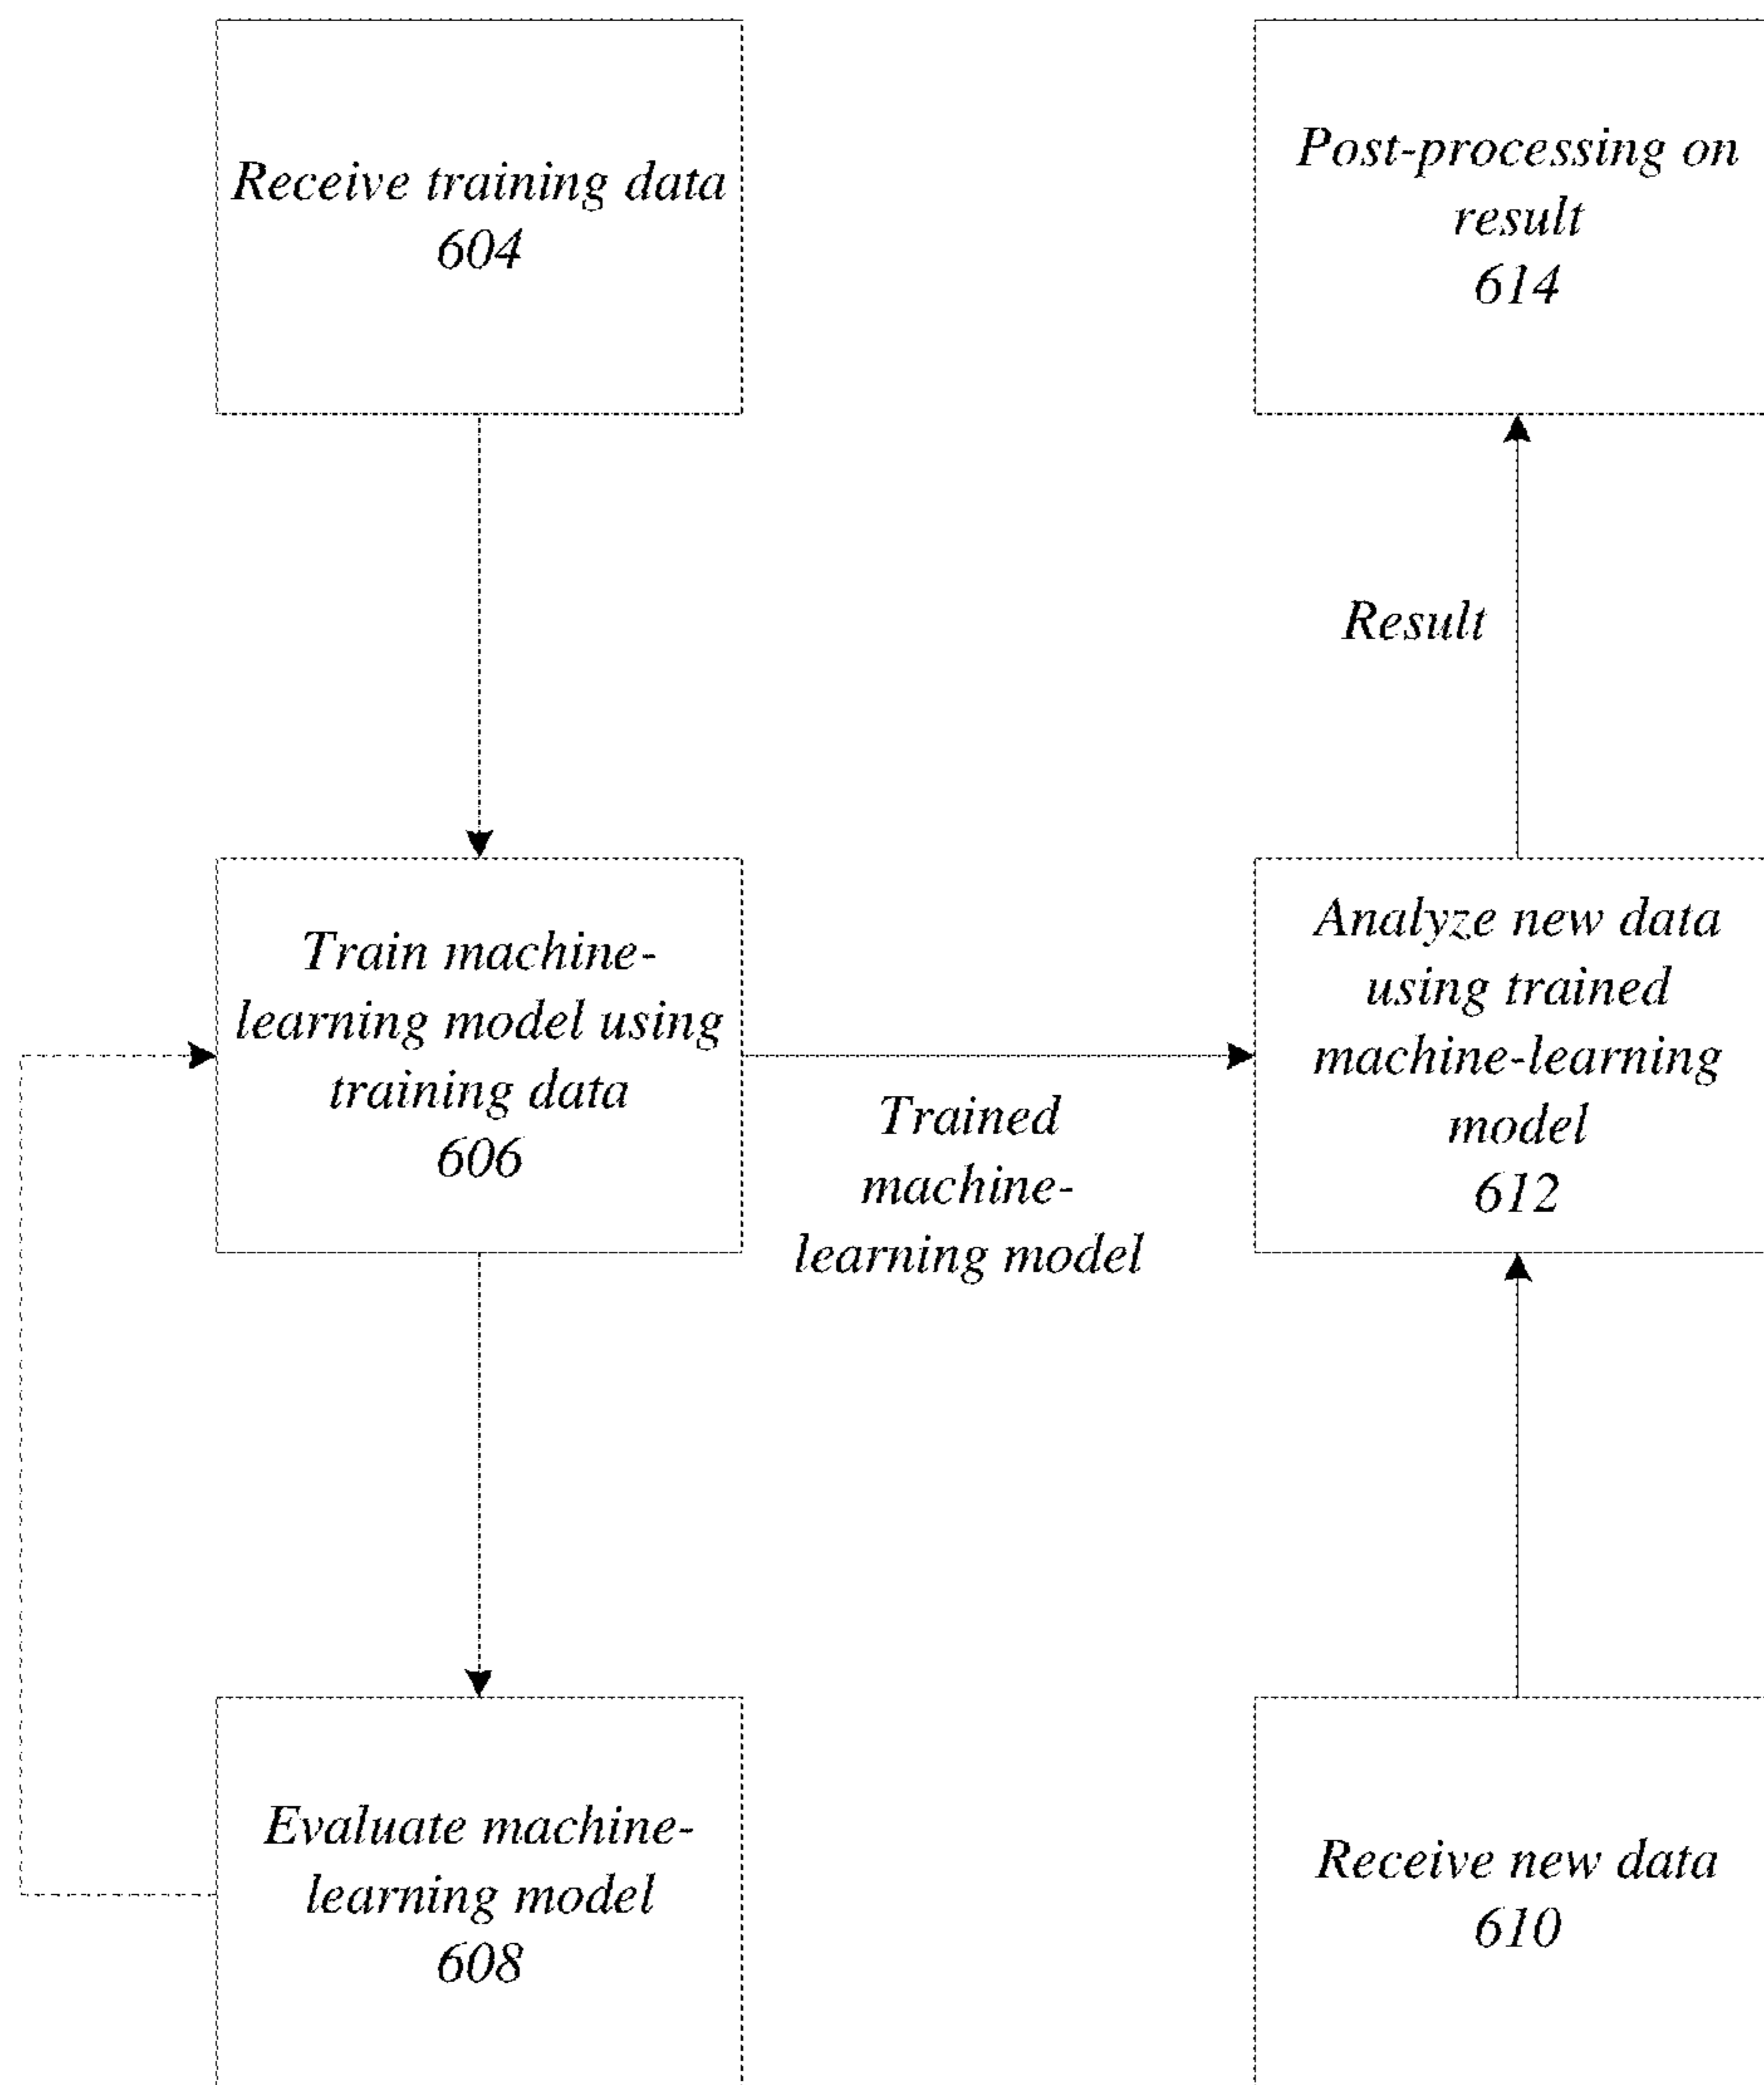 Receive training data
604
Post-processing on
result
614
Result
Train machine-
learning model using
training data
606
Trained
machine-
learning model
Analyze new data
using trained
machine-learning
model
612
Evaluate machine-
learning model
608
Receive new data
610